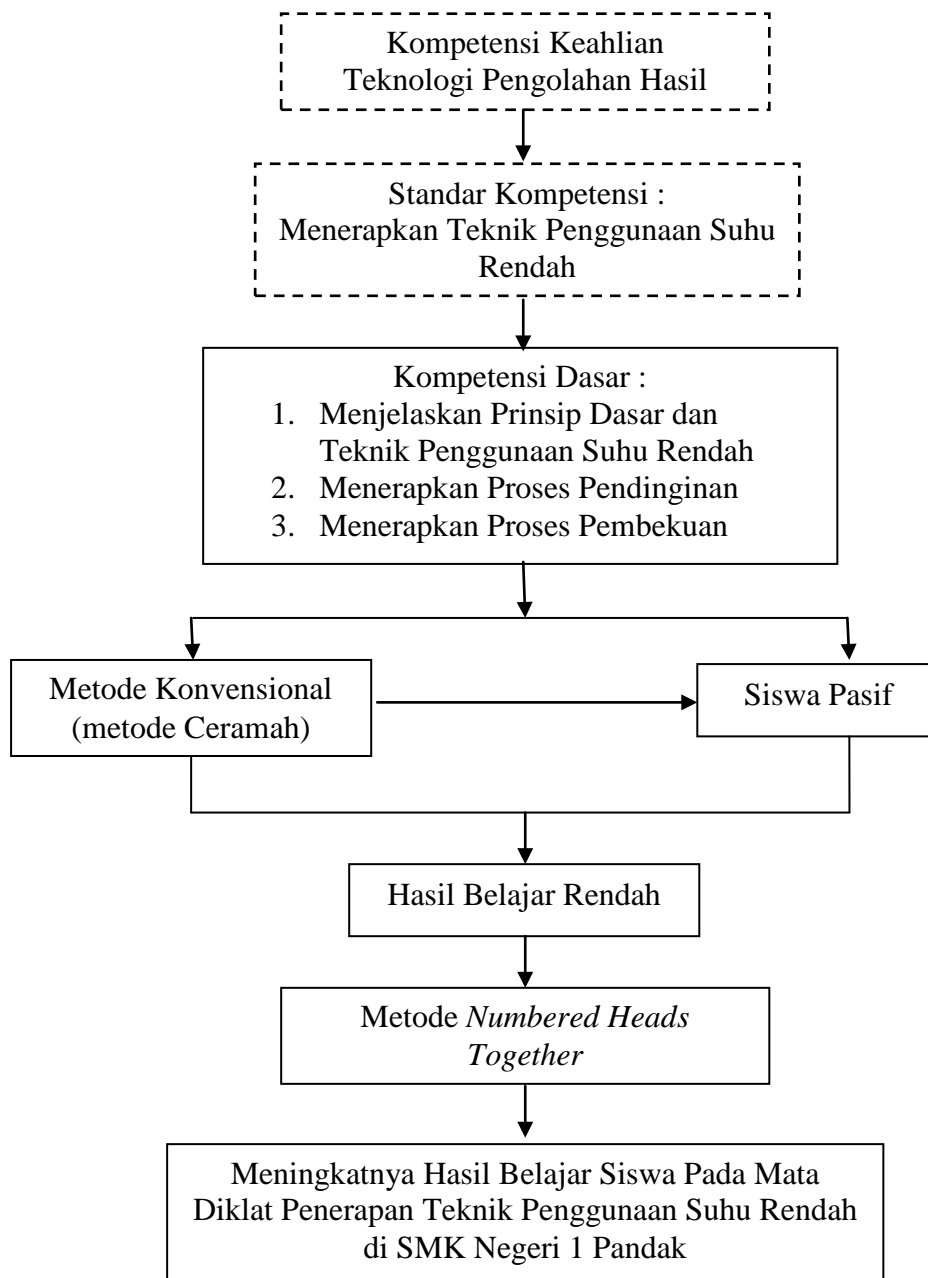 Kompetensi Keahlian
Teknologi Pengolahan Hasil
Standar Kompetensi :
Menerapkan Teknik Penggunaan Suhu
Rendah
Kompetensi Dasar :
1. Menjelaskan Prinsip Dasar dan
Teknik Penggunaan Suhu Rendah
2. Menerapkan Proses Pendinginan
3. Menerapkan Proses Pembekuan
Metode Konvensional
(metode Ceramah)
Siswa Pasif
Hasil Belajar Rendah
Metode Numbered Heads
Together
Meningkatnya Hasil Belajar Siswa Pada Mata
Diklat Penerapan Teknik Penggunaan Suhu Rendah
di SMK Negeri 1 Pandak